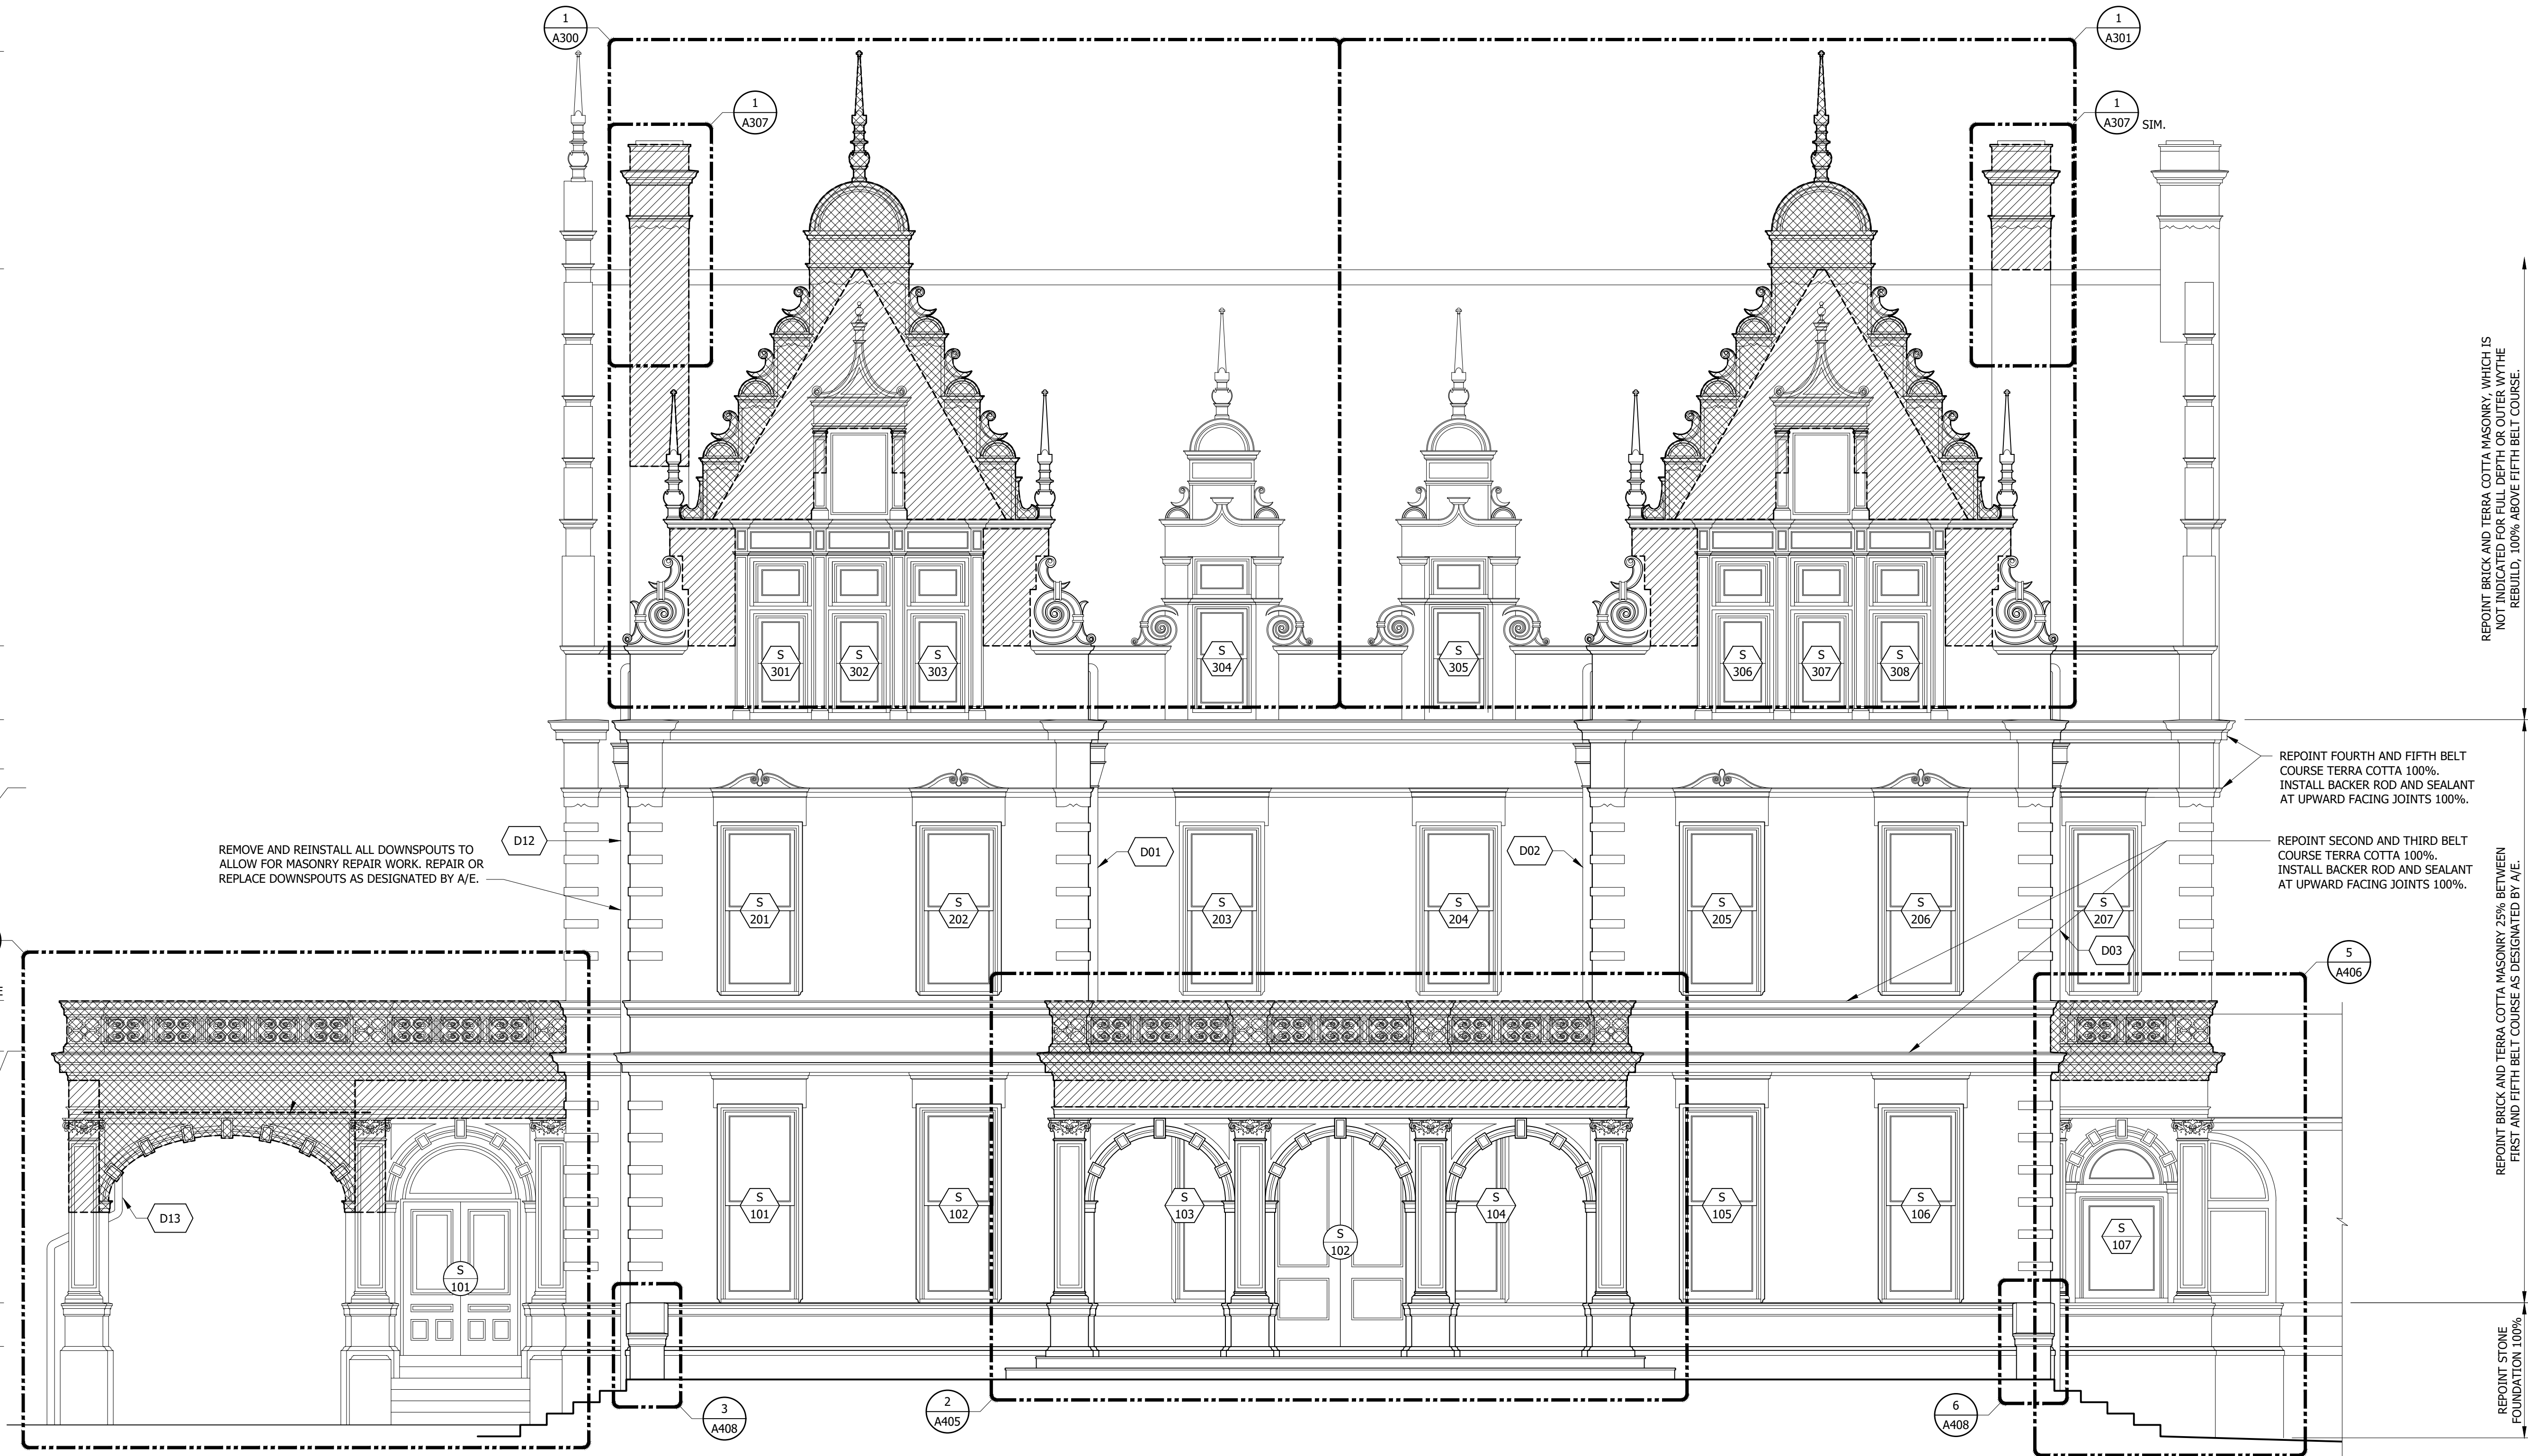 1
A300
1
A301
1
A307
1
A307
SIM.
S
301
S
302
S
303
S
304
S
305
S
306
S
307
S
308
REPOINT BRICK AND TERRA COTTA MASONRY, WHICH IS
NOT INDICATED FOR FULL DEPTH OR OUTER WYTHE
REBUILD, 100% ABOVE FIFTH BELT COURSE.
REPOINT FOURTH AND FIFTH BELT
COURSE TERRA COTTA 100%.
INSTALL BACKER ROD AND SEALANT
AT UPWARD FACING JOINTS 100%.
REMOVE AND REINSTALL ALL DOWNSPOUTS TO
ALLOW FOR MASONRY REPAIR WORK. REPAIR OR
REPLACE DOWNSPOUTS AS DESIGNATED BY A/E.
D12
D01
D02
REPOINT SECOND AND THIRD BELT
COURSE TERRA COTTA 100%.
INSTALL BACKER ROD AND SEALANT
AT UPWARD FACING JOINTS 100%.
S
201
S
202
S
203
S
204
S
205
S
206
S
207
D03
5
A406
E
REPOINT BRICK AND TERRA COTTA MASONRY 25% BETWEEN
FIRST AND FIFTH BELT COURSE AS DESIGNATED BY A/E.
D13
S
101
S
101
S
102
S
103
S
102
S
104
S
105
S
106
S
107
3
A408
2
A405
6
A408
REPOINT STONE
FOUNDATION 100%